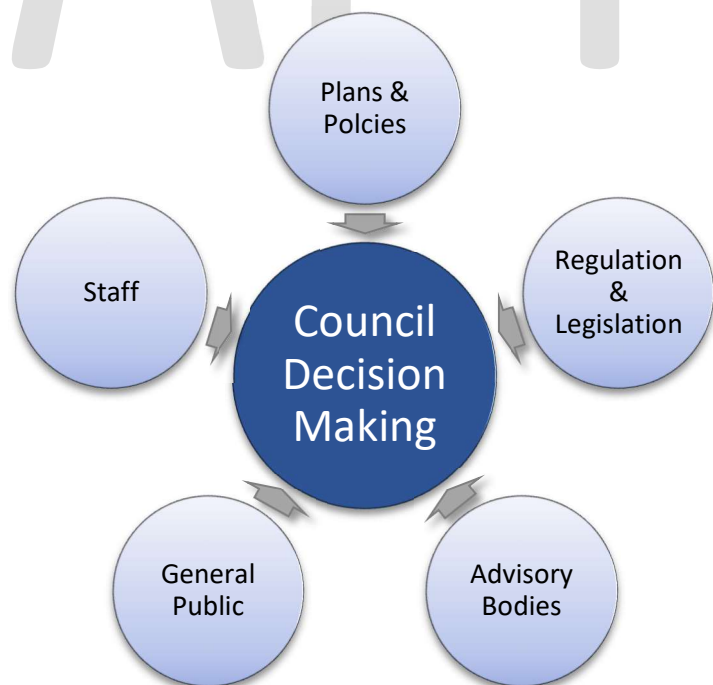 Plans &
Polcies
Regulation
&
Legislation
Staff
Council
Decision
Making
General
Public
Advisory
Bodies